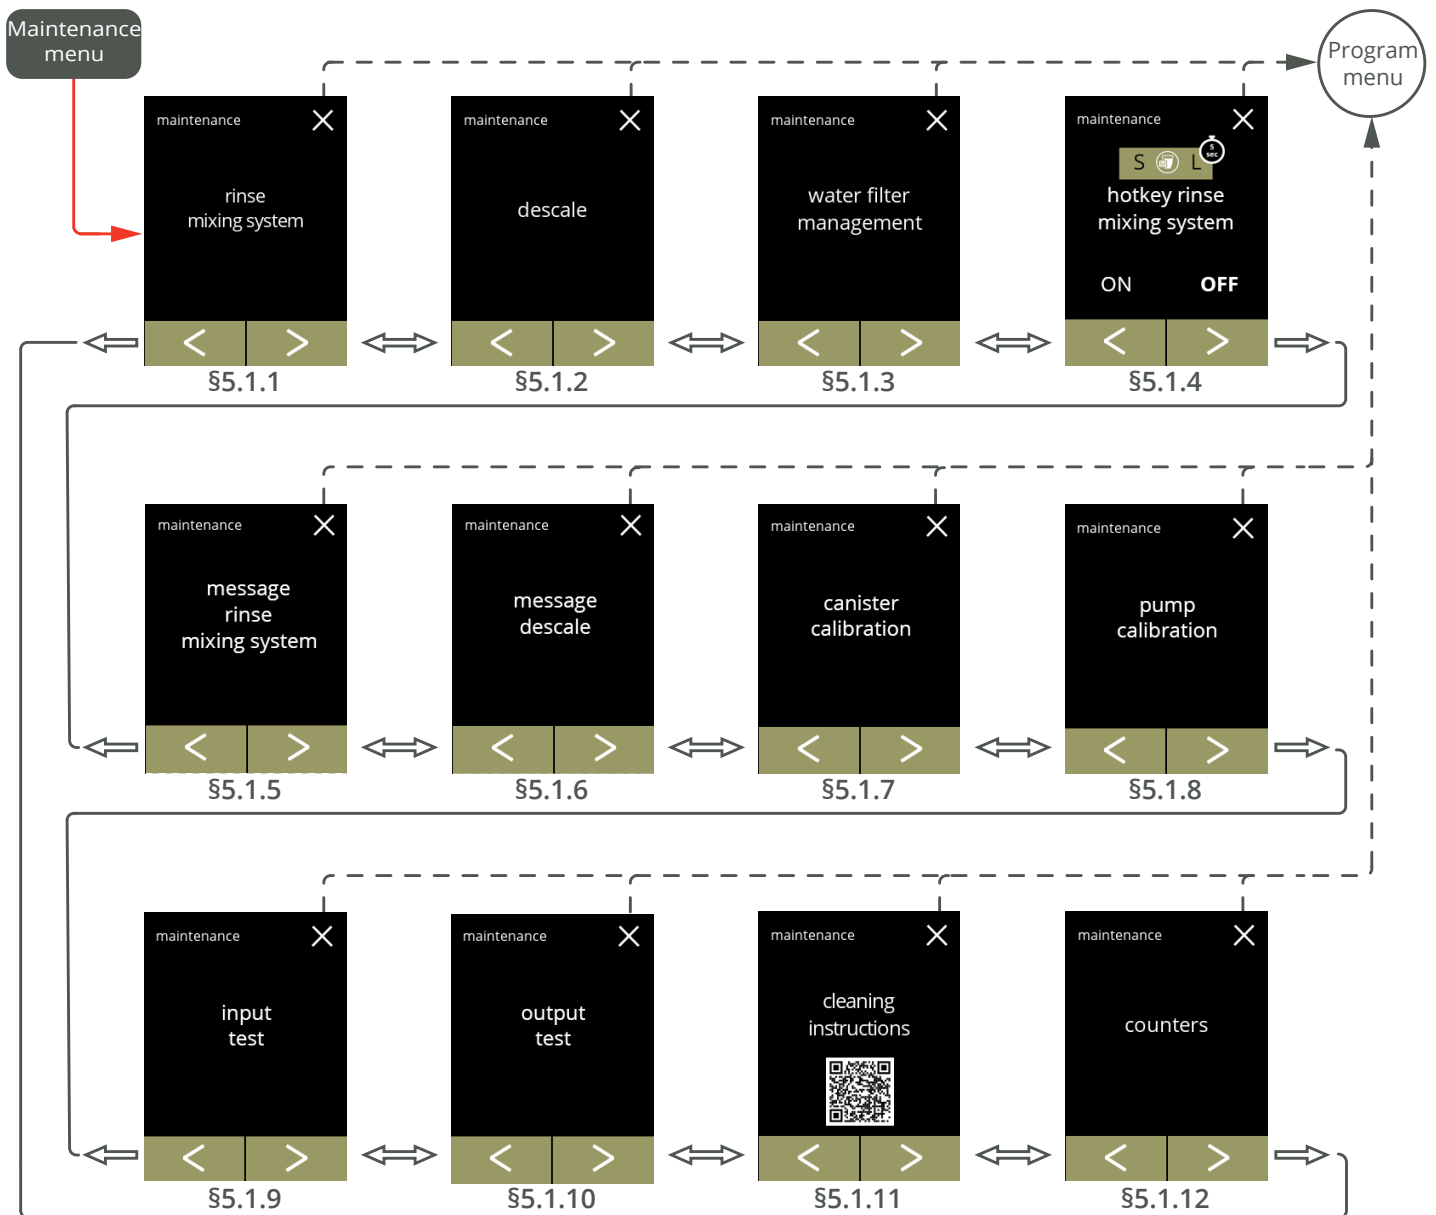 Maintenance
menu
Program
menu
maintenance
rinse
mixing system
§5.1.1
maintenance
descale
§5.1.2
maintenance
water filter
management
§5.1.3
maintenance
S L
5
sec
hotkey rinse
mixing system
ON OFF
§5.1.4
maintenance
message
rinse
mixing system
§5.1.5
maintenance
message
descale
§5.1.6
maintenance
canister
calibration
§5.1.7
maintenance
pump
calibration
§5.1.8
maintenance
input
test
§5.1.9
maintenance
output
test
§5.1.10
maintenance
cleaning
instructions
§5.1.11
maintenance
counters
§5.1.12